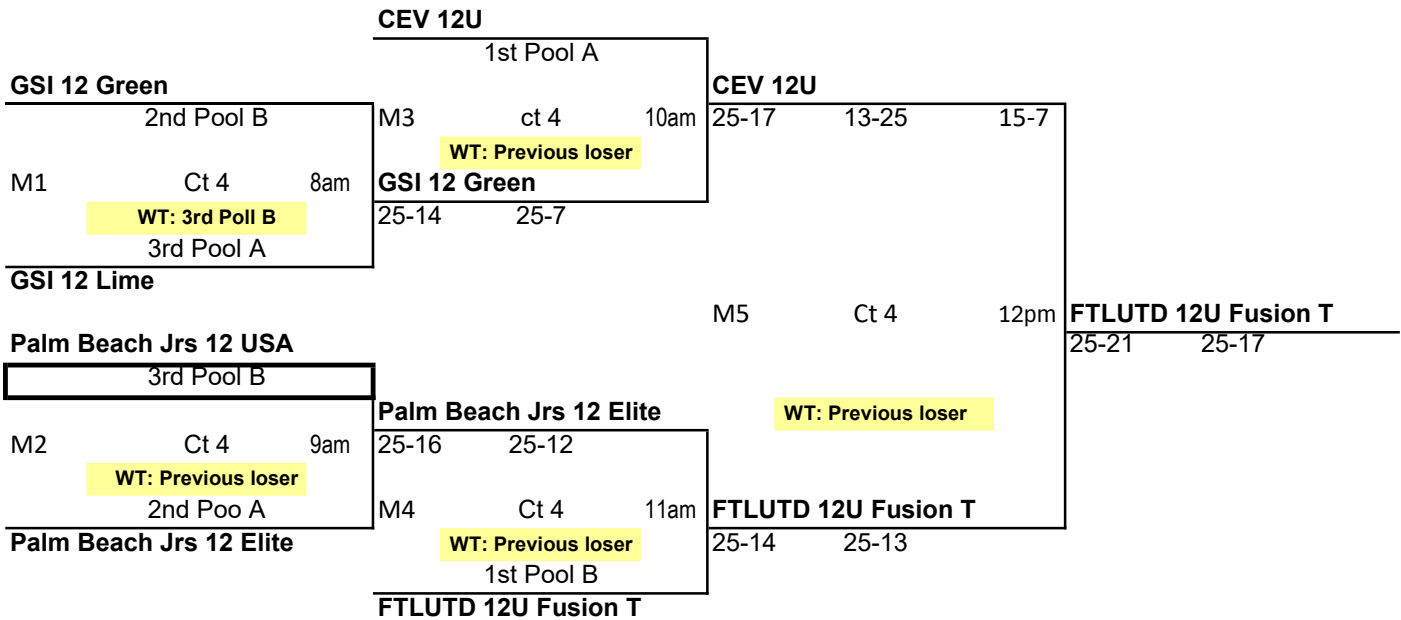 CEV 12U
1st Pool A
GSI 12 Green
CEV 12U
2nd Pool B
M3 ct 4 10am
25-17 13-25 15-7
WT: Previous loser
M1 Ct 4 8am
GSI 12 Green
WT: 3rd Poll B
25-14 25-7
3rd Pool A
GSI 12 Lime
M5 Ct 4 12pm
FTLUTD 12U Fusion T
Palm Beach Jrs 12 USA
25-21 25-17
3rd Pool B
Palm Beach Jrs 12 Elite
WT: Previous loser
M2 Ct 4 9am
25-16 25-12
WT: Previous loser
2nd Poo A
M4 Ct 4 11am
FTLUTD 12U Fusion T
Palm Beach Jrs 12 Elite
WT: Previous loser
25-14 25-13
1st Pool B
FTLUTD 12U Fusion T